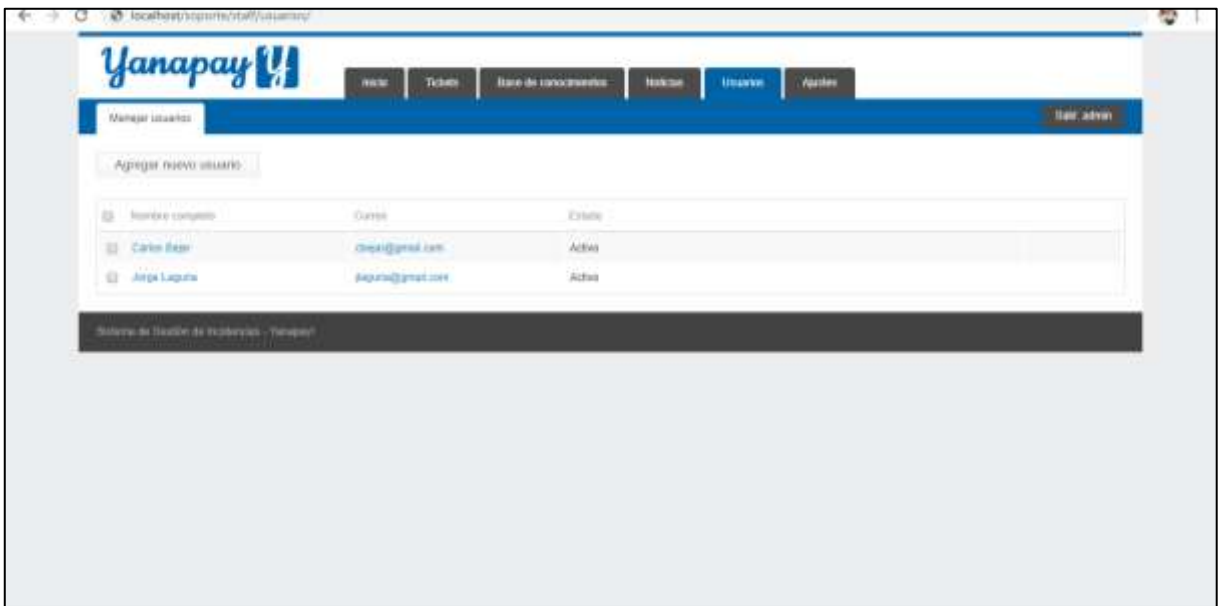 localhost/soporte/staff/usuarios/
Yanapay Y
Inicio Tickets Base de conocimientos Noticias Usuarios Ajustes
Manejar usuarios Salir: admin
Agregar nuevo usuario
Nombre completo Correo Estado
Carlos Bejar cbejar@gmail.com Activo
Jorge Laguna jlaguna@gmail.com Activo
Sistema de Gestión de Incidencias - Yanapay!